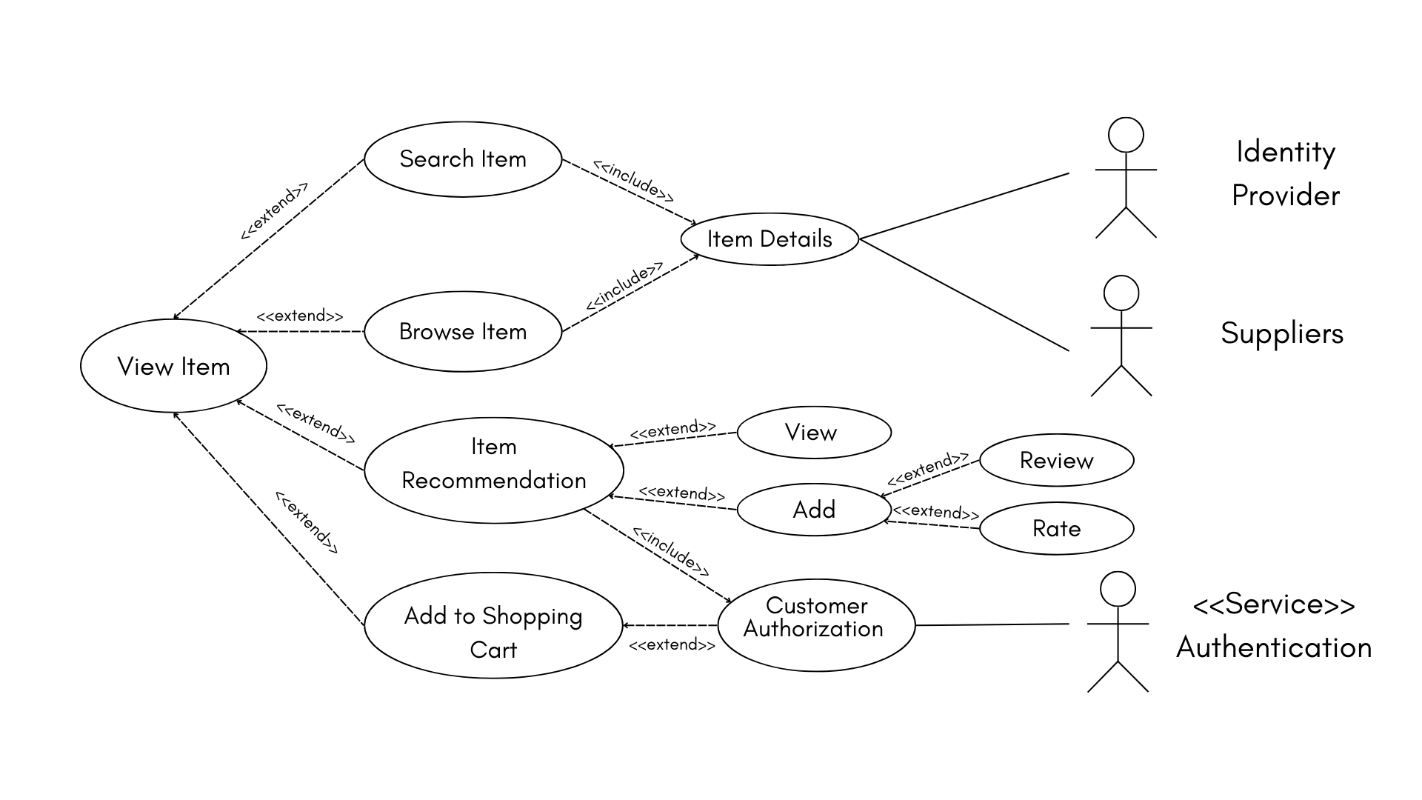 Search Item
<<include>>
Identity
Provider
<<extend>>
Item Details
<<include>>
<<extend>>
Browse Item
Suppliers
View Item
<<extend>>
Item
Recommendation
<<extend>>
View
<<extend>>
Add
<<extend>>
Review
<<extend>>
Rate
<<extend>>
<<include>>
Add to Shopping
Cart
<<extend>>
Customer
Authorization
<<Service>>
Authentication